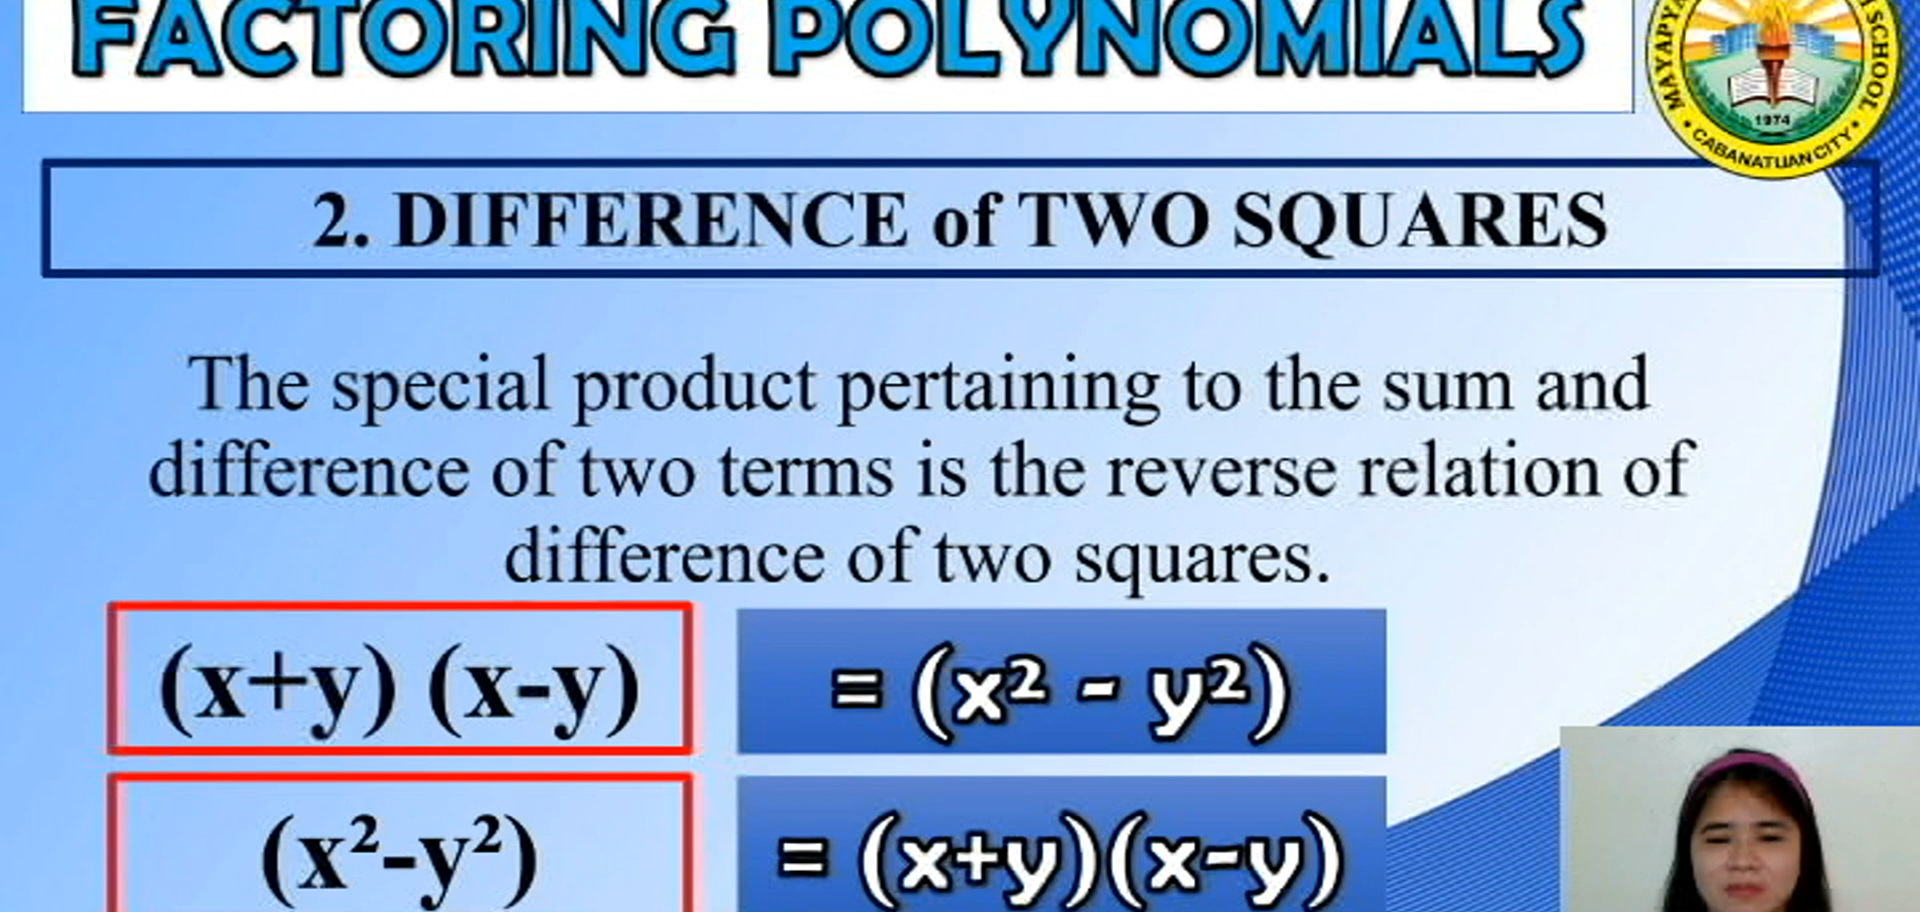 FACTORING POLYNOMIALS
MAYAPYA
H SCHOOL
1974
• CABANATUAN CITY •
2. DIFFERENCE of TWO SQUARES
The special product pertaining to the sum and
difference of two terms is the reverse relation of
difference of two squares.
(x+y) (x-y) = (x² - y²)
(x²-y²) = (x+y)(x-y)